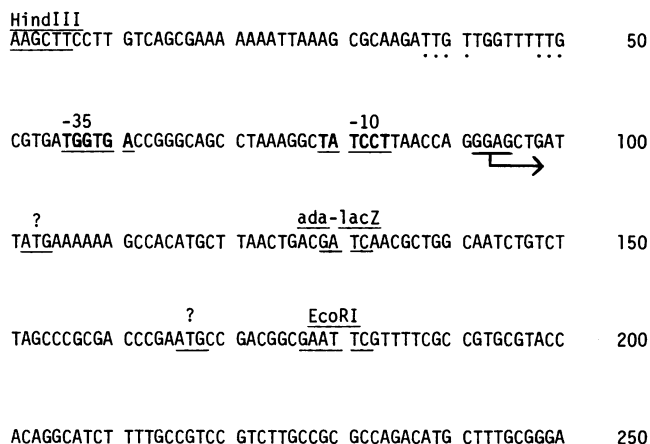 HindIII
AAGCTTCCTT GTCAGCGAAA AAAATTAAAG CGCAAGATTG TTGGTTTTTG 50
-35 -10
CGTGATGGTG ACCGGGCAGC CTAAAGGCTA TCCTTAACCA GGGAGCTGAT 100
? ada-lacZ
TATGAAAAAA GCCACATGCT TAACTGACGA TCAACGCTGG CAATCTGTCT 150
? EcoRI
TAGCCCGCGA CCCGAATGCC GACGGCGAAT TCGTTTTCGC CGTGCGTACC 200
ACAGGCATCT TTTGCCGTCC GTCTTGCCGC GCCAGACATG CTTTGCGGGA 250